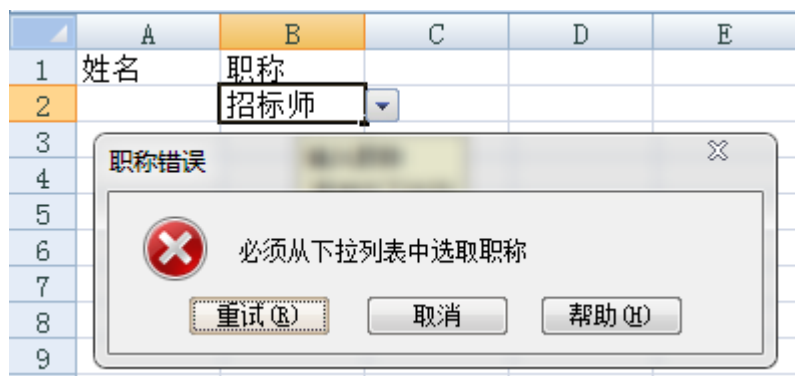 A B C D E
1 姓名 职称
2 招标师
3
职称错误
4
5
6 必须从下拉列表中选取职称
7
8 重试(R) 取消 帮助(H)
9